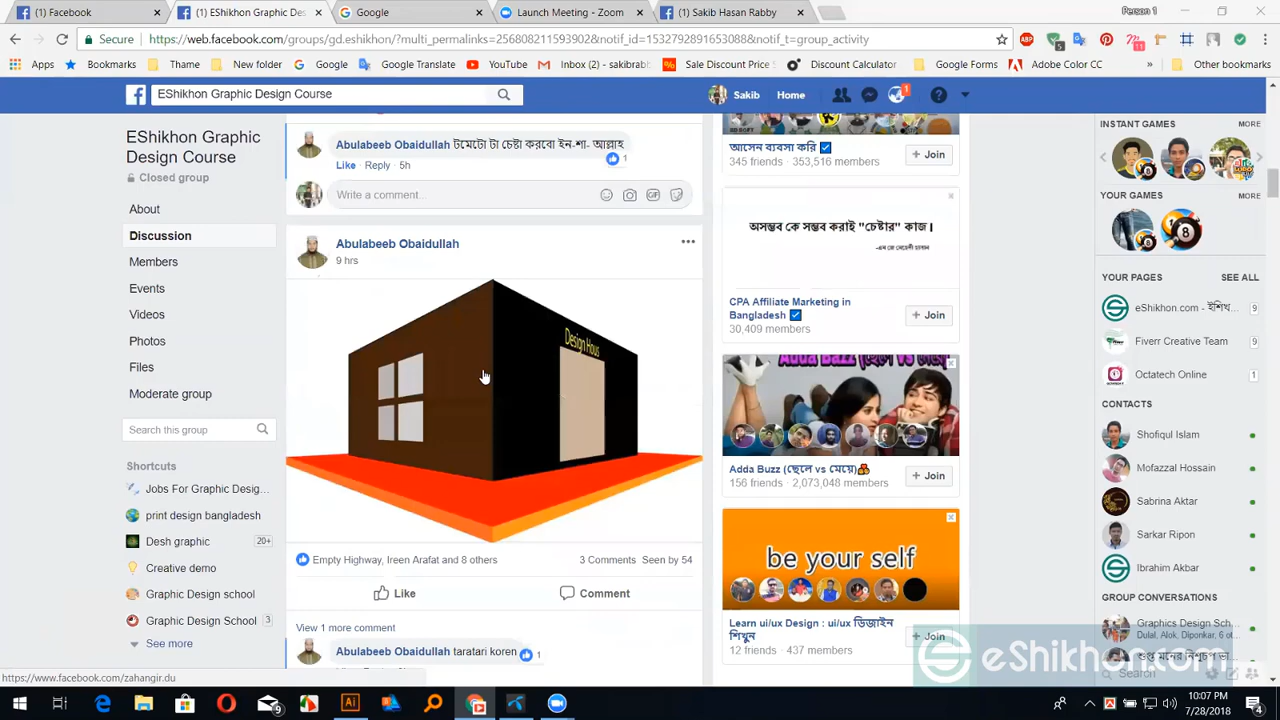 (1) Facebook
(1) EShikhon Graphic Des
Google
Launch Meeting - Zoom
(1) Sakib Hasan Rabby
Person 1
Secure
https://web.facebook.com/groups/gd.eshikhon/?multi_permalinks=256808211593902&notif_id=1532792891653088&notif_t=group_activity
Apps
Bookmarks
Thame
New folder
Google
Google Translate
YouTube
Inbox (2) - sakibrabb
Sale Discount Price
Discount Calculator
Google Forms
Adobe Color CC
Other bookmarks
EShikhon Graphic Design Course
Sakib
Home
EShikhon Graphic
Design Course
Closed group
About
Discussion
Members
Events
Videos
Photos
Files
Moderate group
Search this group
Shortcuts
Jobs For Graphic Desig...
print design bangladesh
Desh graphic
20+
Creative demo
Graphic Design school
Graphic Design School
3
See more
https://www.facebook.com/zahangir.du
Abulabeeb Obaidullah টমেটো টা চেষ্টা করবো ইন-শা- আল্লাহ
1
Like · Reply · 5h
Write a comment...
Abulabeeb Obaidullah
9 hrs
Design Hous
Empty Highway, Ireen Arafat and 8 others
3 Comments Seen by 54
Like
Comment
View 1 more comment
Abulabeeb Obaidullah taratari koren
1
আসেন ব্যবসা করি
345 friends · 353,516 members
+ Join
অসম্ভব কে সম্ভব করাই "চেষ্টার" কাজ।
CPA Affiliate Marketing in
Bangladesh
30,409 members
+ Join
Adda Buzz (ছেলে vs মেয়ে)
Adda Buzz (ছেলে vs মেয়ে)
156 friends · 2,073,048 members
+ Join
be your self
Learn ui/ux Design : ui/ux ডিজাইন
শিখুন
12 friends · 437 members
+ Join
INSTANT GAMES
MORE
YOUR GAMES
MORE
YOUR PAGES
SEE ALL
eShikhon.com - ইশিখ...
9
Fiverr Creative Team
9
Octatech Online
1
CONTACTS
Shofiqul Islam
Mofazzal Hossain
Sabrina Aktar
Sarkar Ripon
Ibrahim Akbar
GROUP CONVERSATIONS
Graphics Design Sch...
Dulal, Alok, Diponkar, 6 ot...
Search
eShikhon.com
10:07 PM
7/28/2018